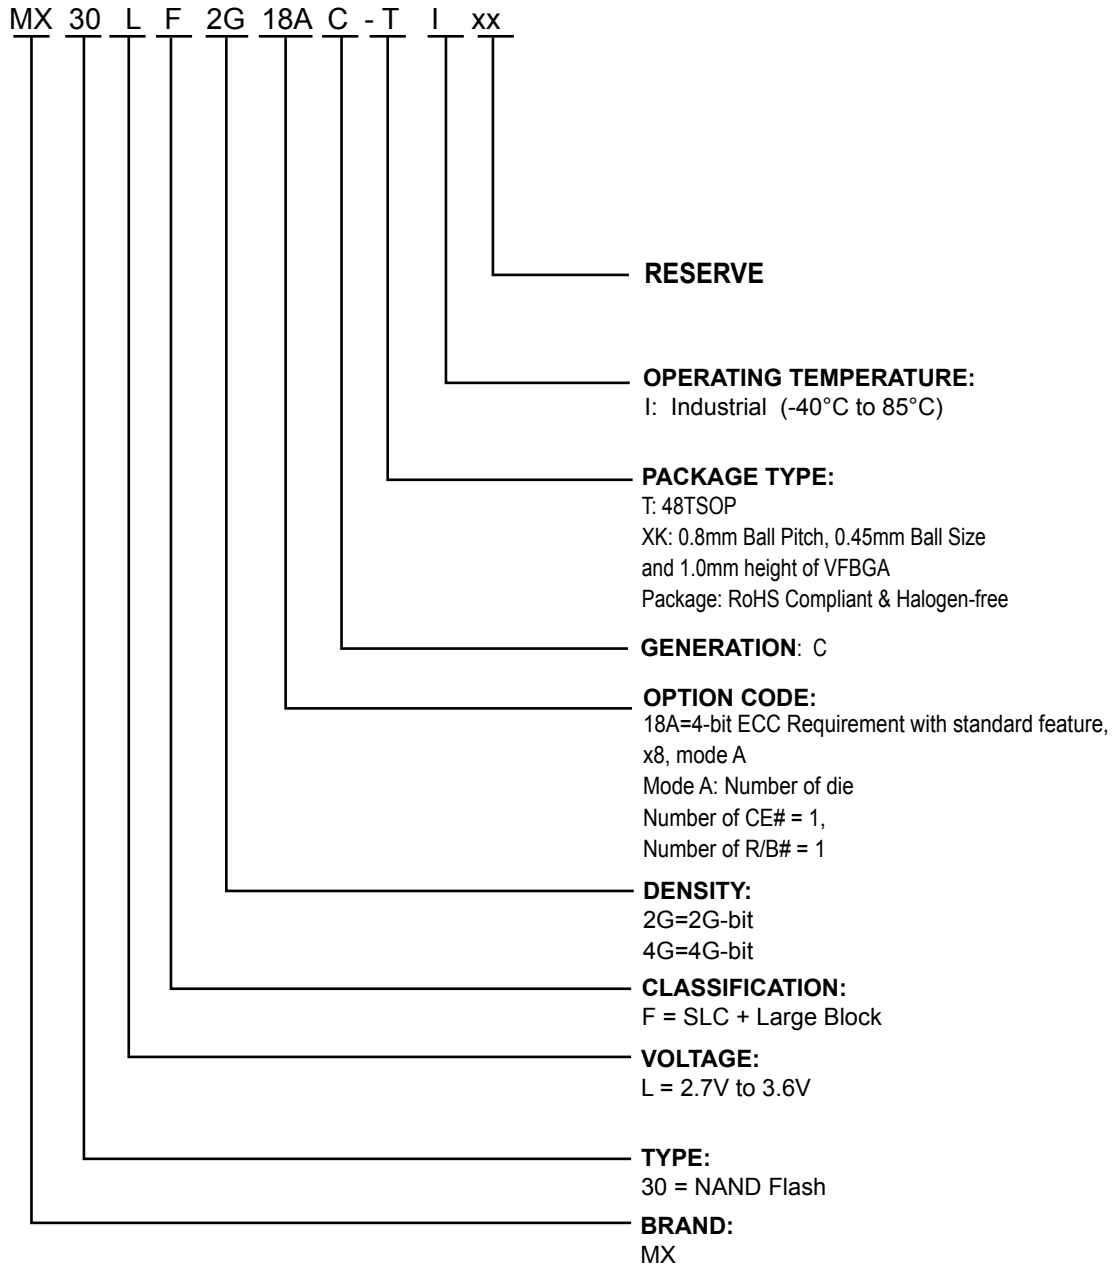 MX 30 L F 2G 18A C - T I xx
RESERVE
OPERATING TEMPERATURE:
I: Industrial (-40°C to 85°C)
PACKAGE TYPE:
T: 48TSOP
XK: 0.8mm Ball Pitch, 0.45mm Ball Size
and 1.0mm height of VFBGA
Package: RoHS Compliant & Halogen-free
GENERATION: C
OPTION CODE:
18A=4-bit ECC Requirement with standard feature,
x8, mode A
Mode A: Number of die
Number of CE# = 1,
Number of R/B# = 1
DENSITY:
2G=2G-bit
4G=4G-bit
CLASSIFICATION:
F = SLC + Large Block
VOLTAGE:
L = 2.7V to 3.6V
TYPE:
30 = NAND Flash
BRAND:
MX